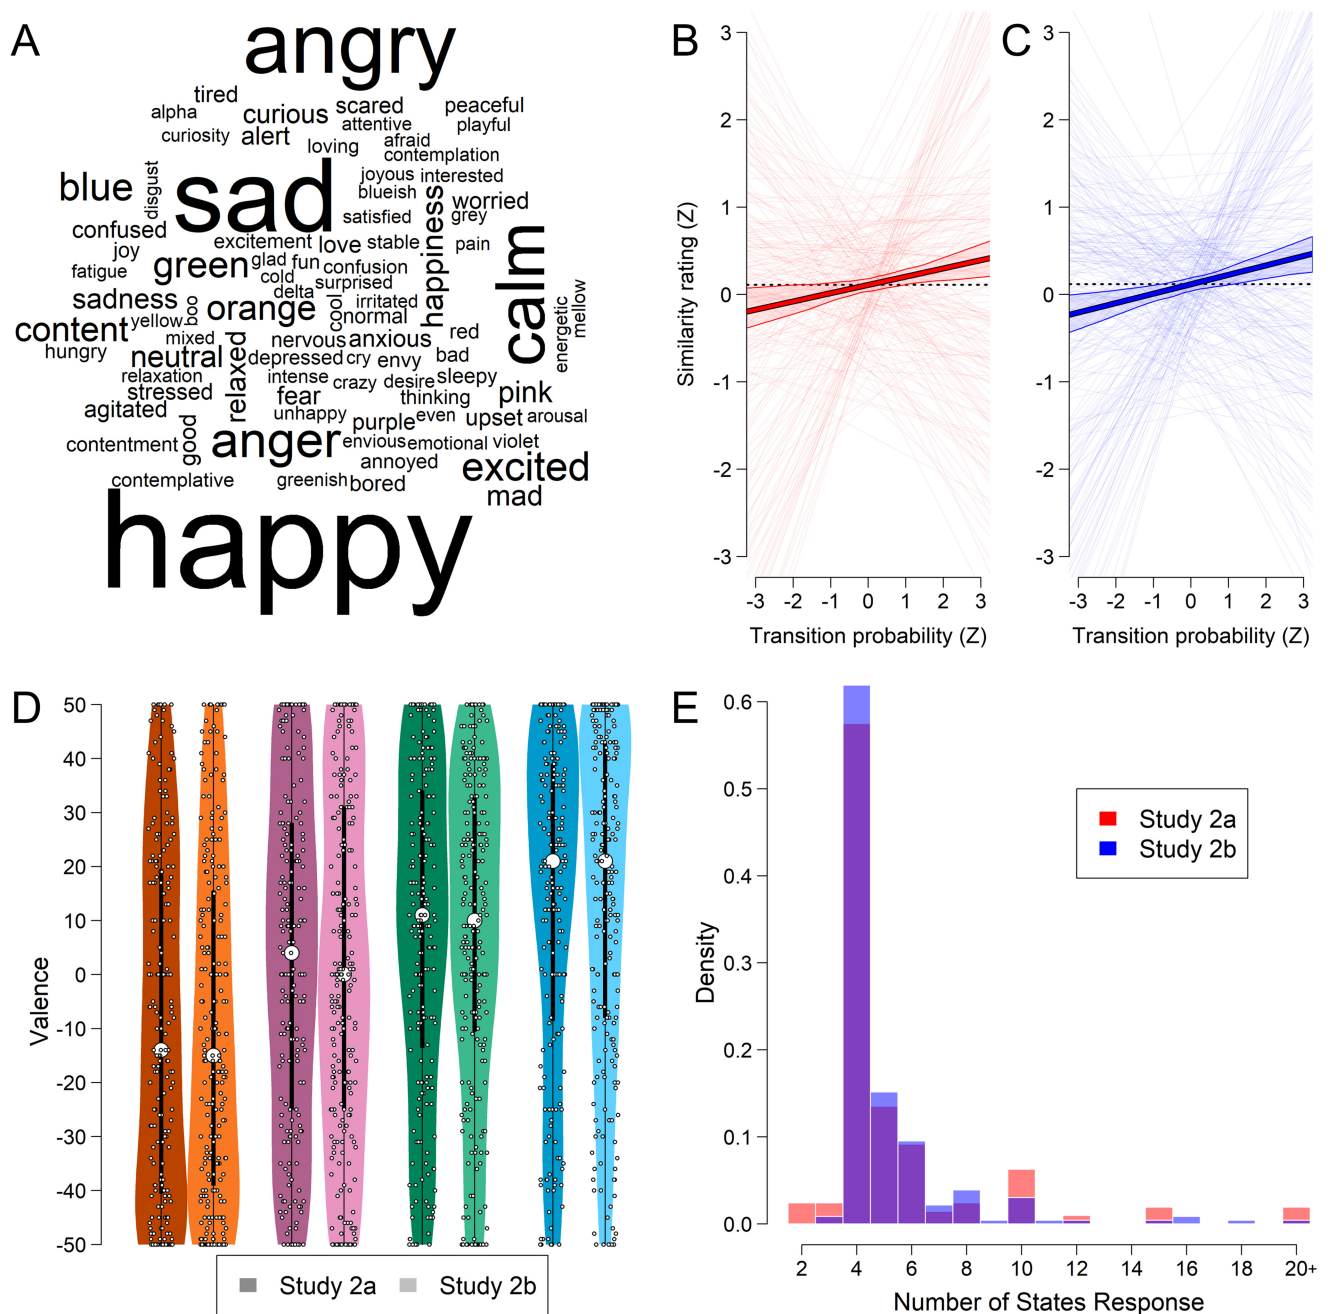 A
angry
tired
alpha
curious
scared
peaceful
attentive
playful
curiosity
alert
afraid
loving
contemplation
blue
disgust
sad
joyous
interested
blueish
happiness
worried
satisfied
grey
confused
excitement
love
stable
pain
calm
joy
glad
fun
confusion
fatigue
green
cold
surprised
sadness
delta
boo
orange
cool
irritated
normal
energetic
mellow
content
yellow
mixed
nervous
anxious
red
hungry
neutral
relaxed
depressed
cry
envy
bad
relaxation
intense
crazy
desire
sleepy
stressed
fear
thinking
pink
agitated
unhappy
purple
even
upset
arousal
good
contentment
anger
envious
emotional
violet
annoyed
excited
contemplative
greenish
bored
mad
happy
B
3
2
1
0
-1
-2
-3
Similarity rating (Z)
-3 -2 -1 0 1 2 3
Transition probability (Z)
C
3
2
1
0
-1
-2
-3
-3 -2 -1 0 1 2 3
Transition probability (Z)
D
50
40
30
20
10
0
-10
-20
-30
-40
-50
Valence
Study 2a Study 2b
E
0.6
0.5
0.4
0.3
0.2
0.1
0.0
Density
Study 2a
Study 2b
2 4 6 8 10 12 14 16 18 20+
Number of States Response